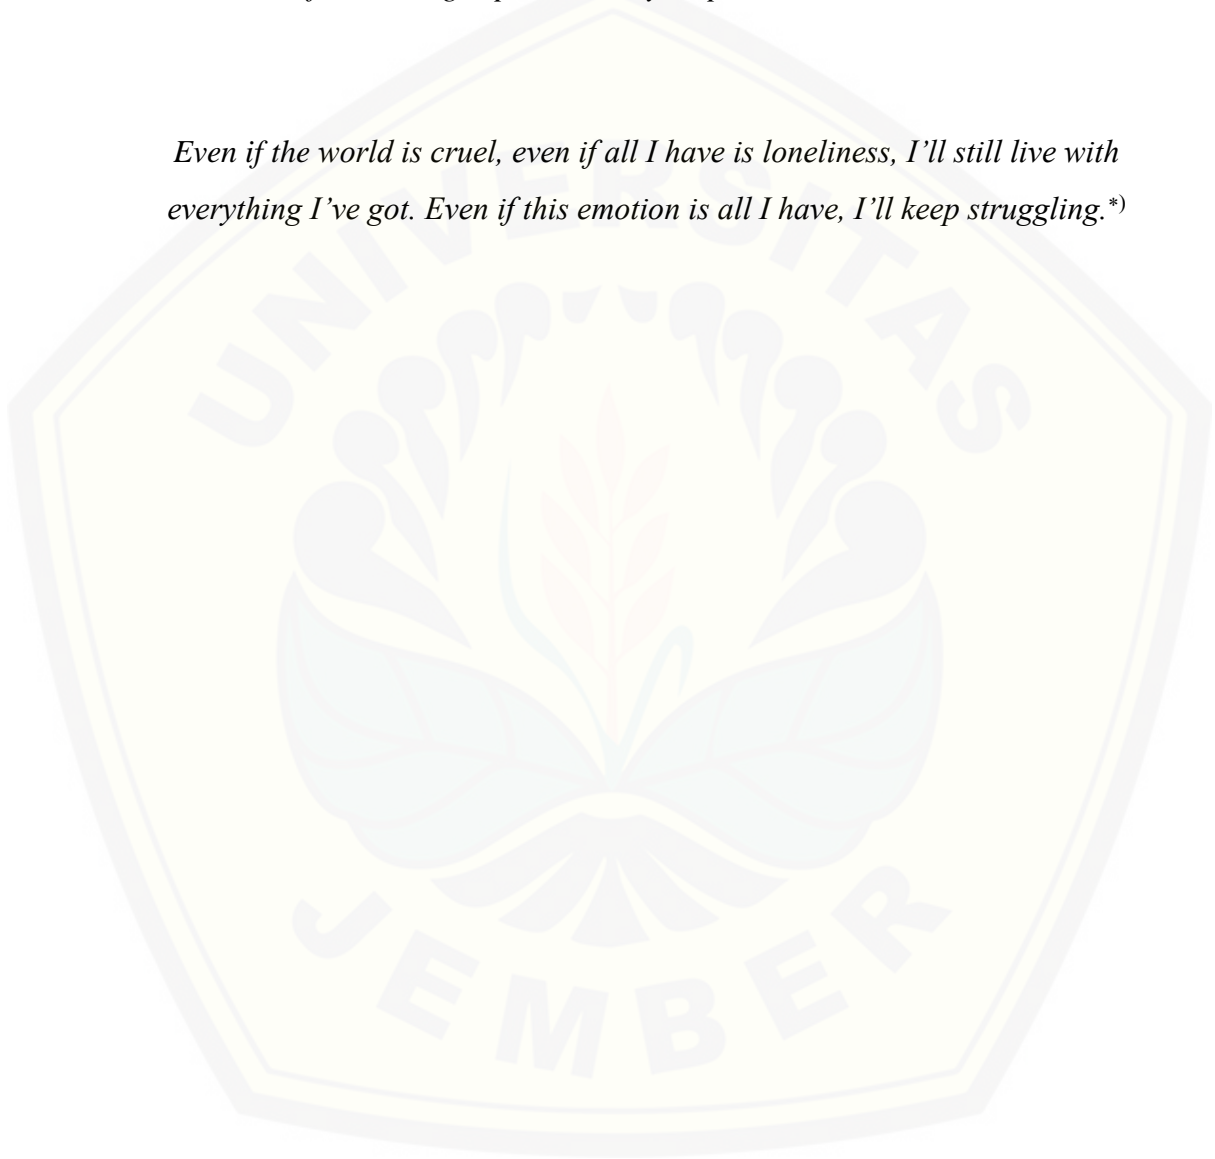 Even if the world is cruel, even if all I have is loneliness, I’ll still live with
everything I’ve got. Even if this emotion is all I have, I’ll keep struggling.*)
UNIVERSITAS
JEMBER